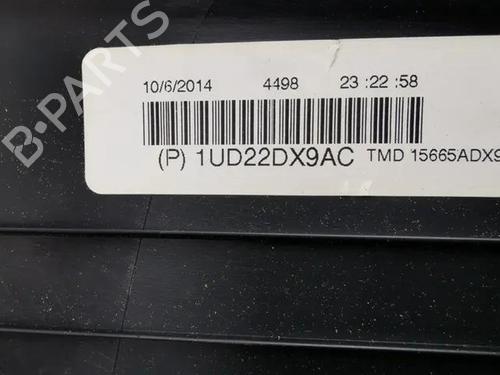 B-PARTS
10/6/2014 4498 23:22:58
(P) 1UD22DX9AC TMD 15665ADX9